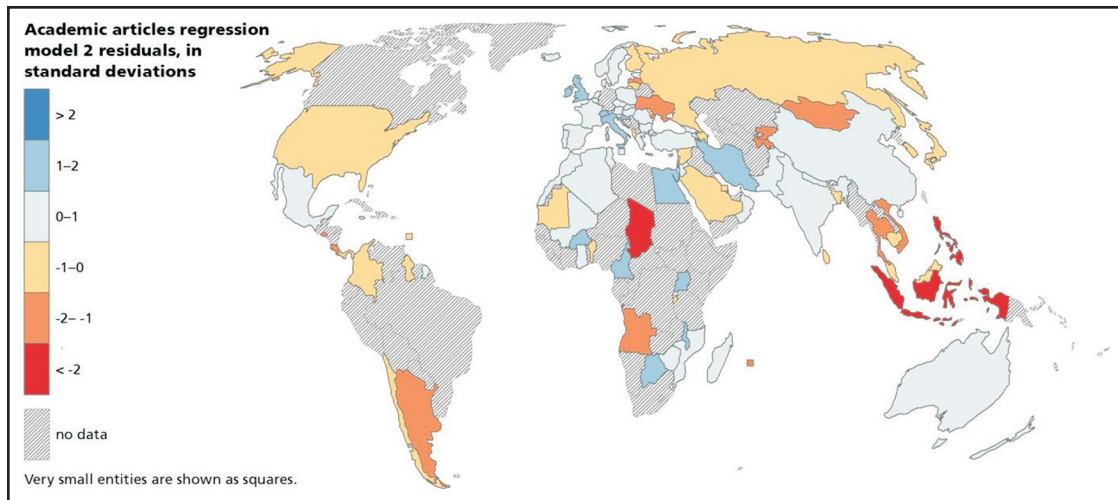 Academic articles regression
model 2 residuals, in
standard deviations
> 2
1–2
0–1
-1–0
-2– -1
< -2
no data
Very small entities are shown as squares.